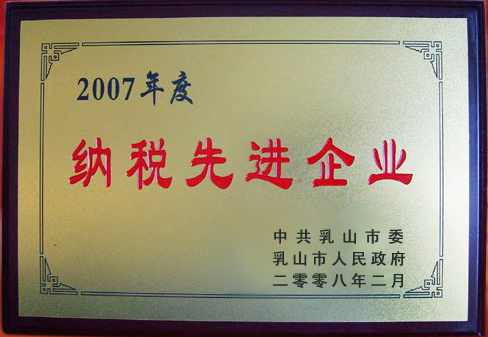 2007年度
纳税先进企业
中共乳山市委
乳山市人民政府
二零零八年二月